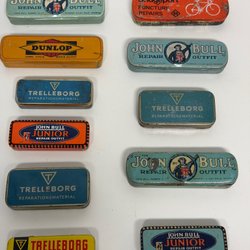 JOHN BULL
REPAIR OUTFIT
DUNLOP
TRELLEBORG
REPARATIONSMATERIAL
JOHN BULL
JUNIOR
REPAIR OUTFIT
TRELLEBORG
REPARATIONSMATERIAL
TRELLEBORG
PUNCTURE
REPAIRS
JOHN BULL
REPAIR OUTFIT
TRELLEBORG
REPARATIONSMATERIAL
JOHN BULL
REPAIR OUTFIT
JOHN BULL
JUNIOR